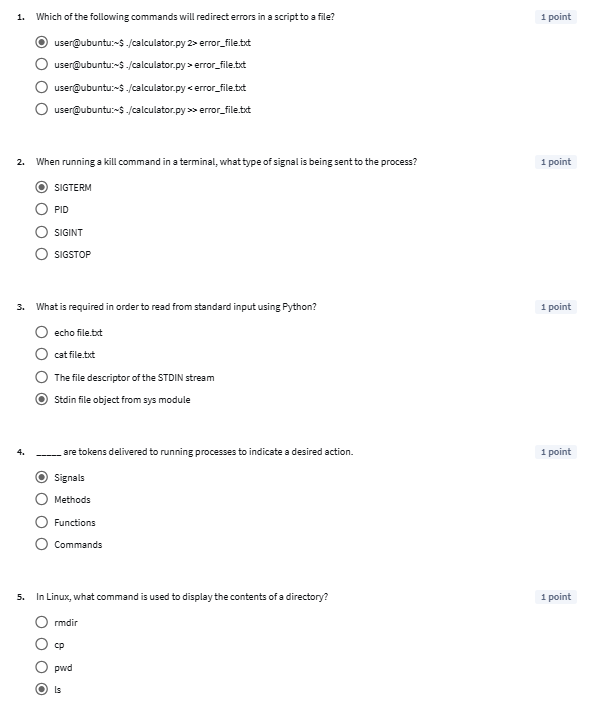 1. Which of the following commands will redirect errors in a script to a file? 1 point
user@ubuntu:~$ ./calculator.py 2> error_file.txt
user@ubuntu:~$ ./calculator.py > error_file.txt
user@ubuntu:~$ ./calculator.py < error_file.txt
user@ubuntu:~$ ./calculator.py >> error_file.txt
2. When running a kill command in a terminal, what type of signal is being sent to the process? 1 point
SIGTERM
PID
SIGINT
SIGSTOP
3. What is required in order to read from standard input using Python? 1 point
echo file.txt
cat file.txt
The file descriptor of the STDIN stream
Stdin file object from sys module
4. _____ are tokens delivered to running processes to indicate a desired action. 1 point
Signals
Methods
Functions
Commands
5. In Linux, what command is used to display the contents of a directory? 1 point
rmdir
cp
pwd
ls